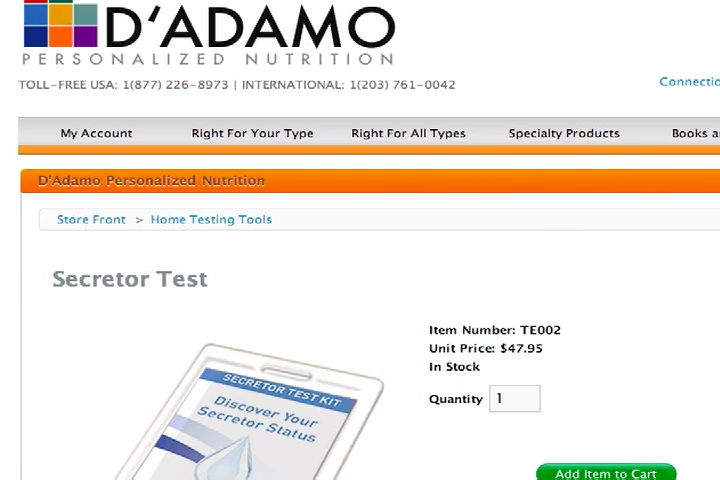 D'ADAMO
PERSONALIZED NUTRITION
TOLL-FREE USA: 1(877) 226-8973 | INTERNATIONAL: 1(203) 761-0042
My Account Right For Your Type Right For All Types Specialty Products Books
D'Adamo Personalized Nutrition
Store Front > Home Testing Tools
Secretor Test
Item Number: TE002
Unit Price: $47.95
In Stock
Quantity 1
SECRETOR TEST KIT
Discover Your
Secretor Status
Add Item to Cart